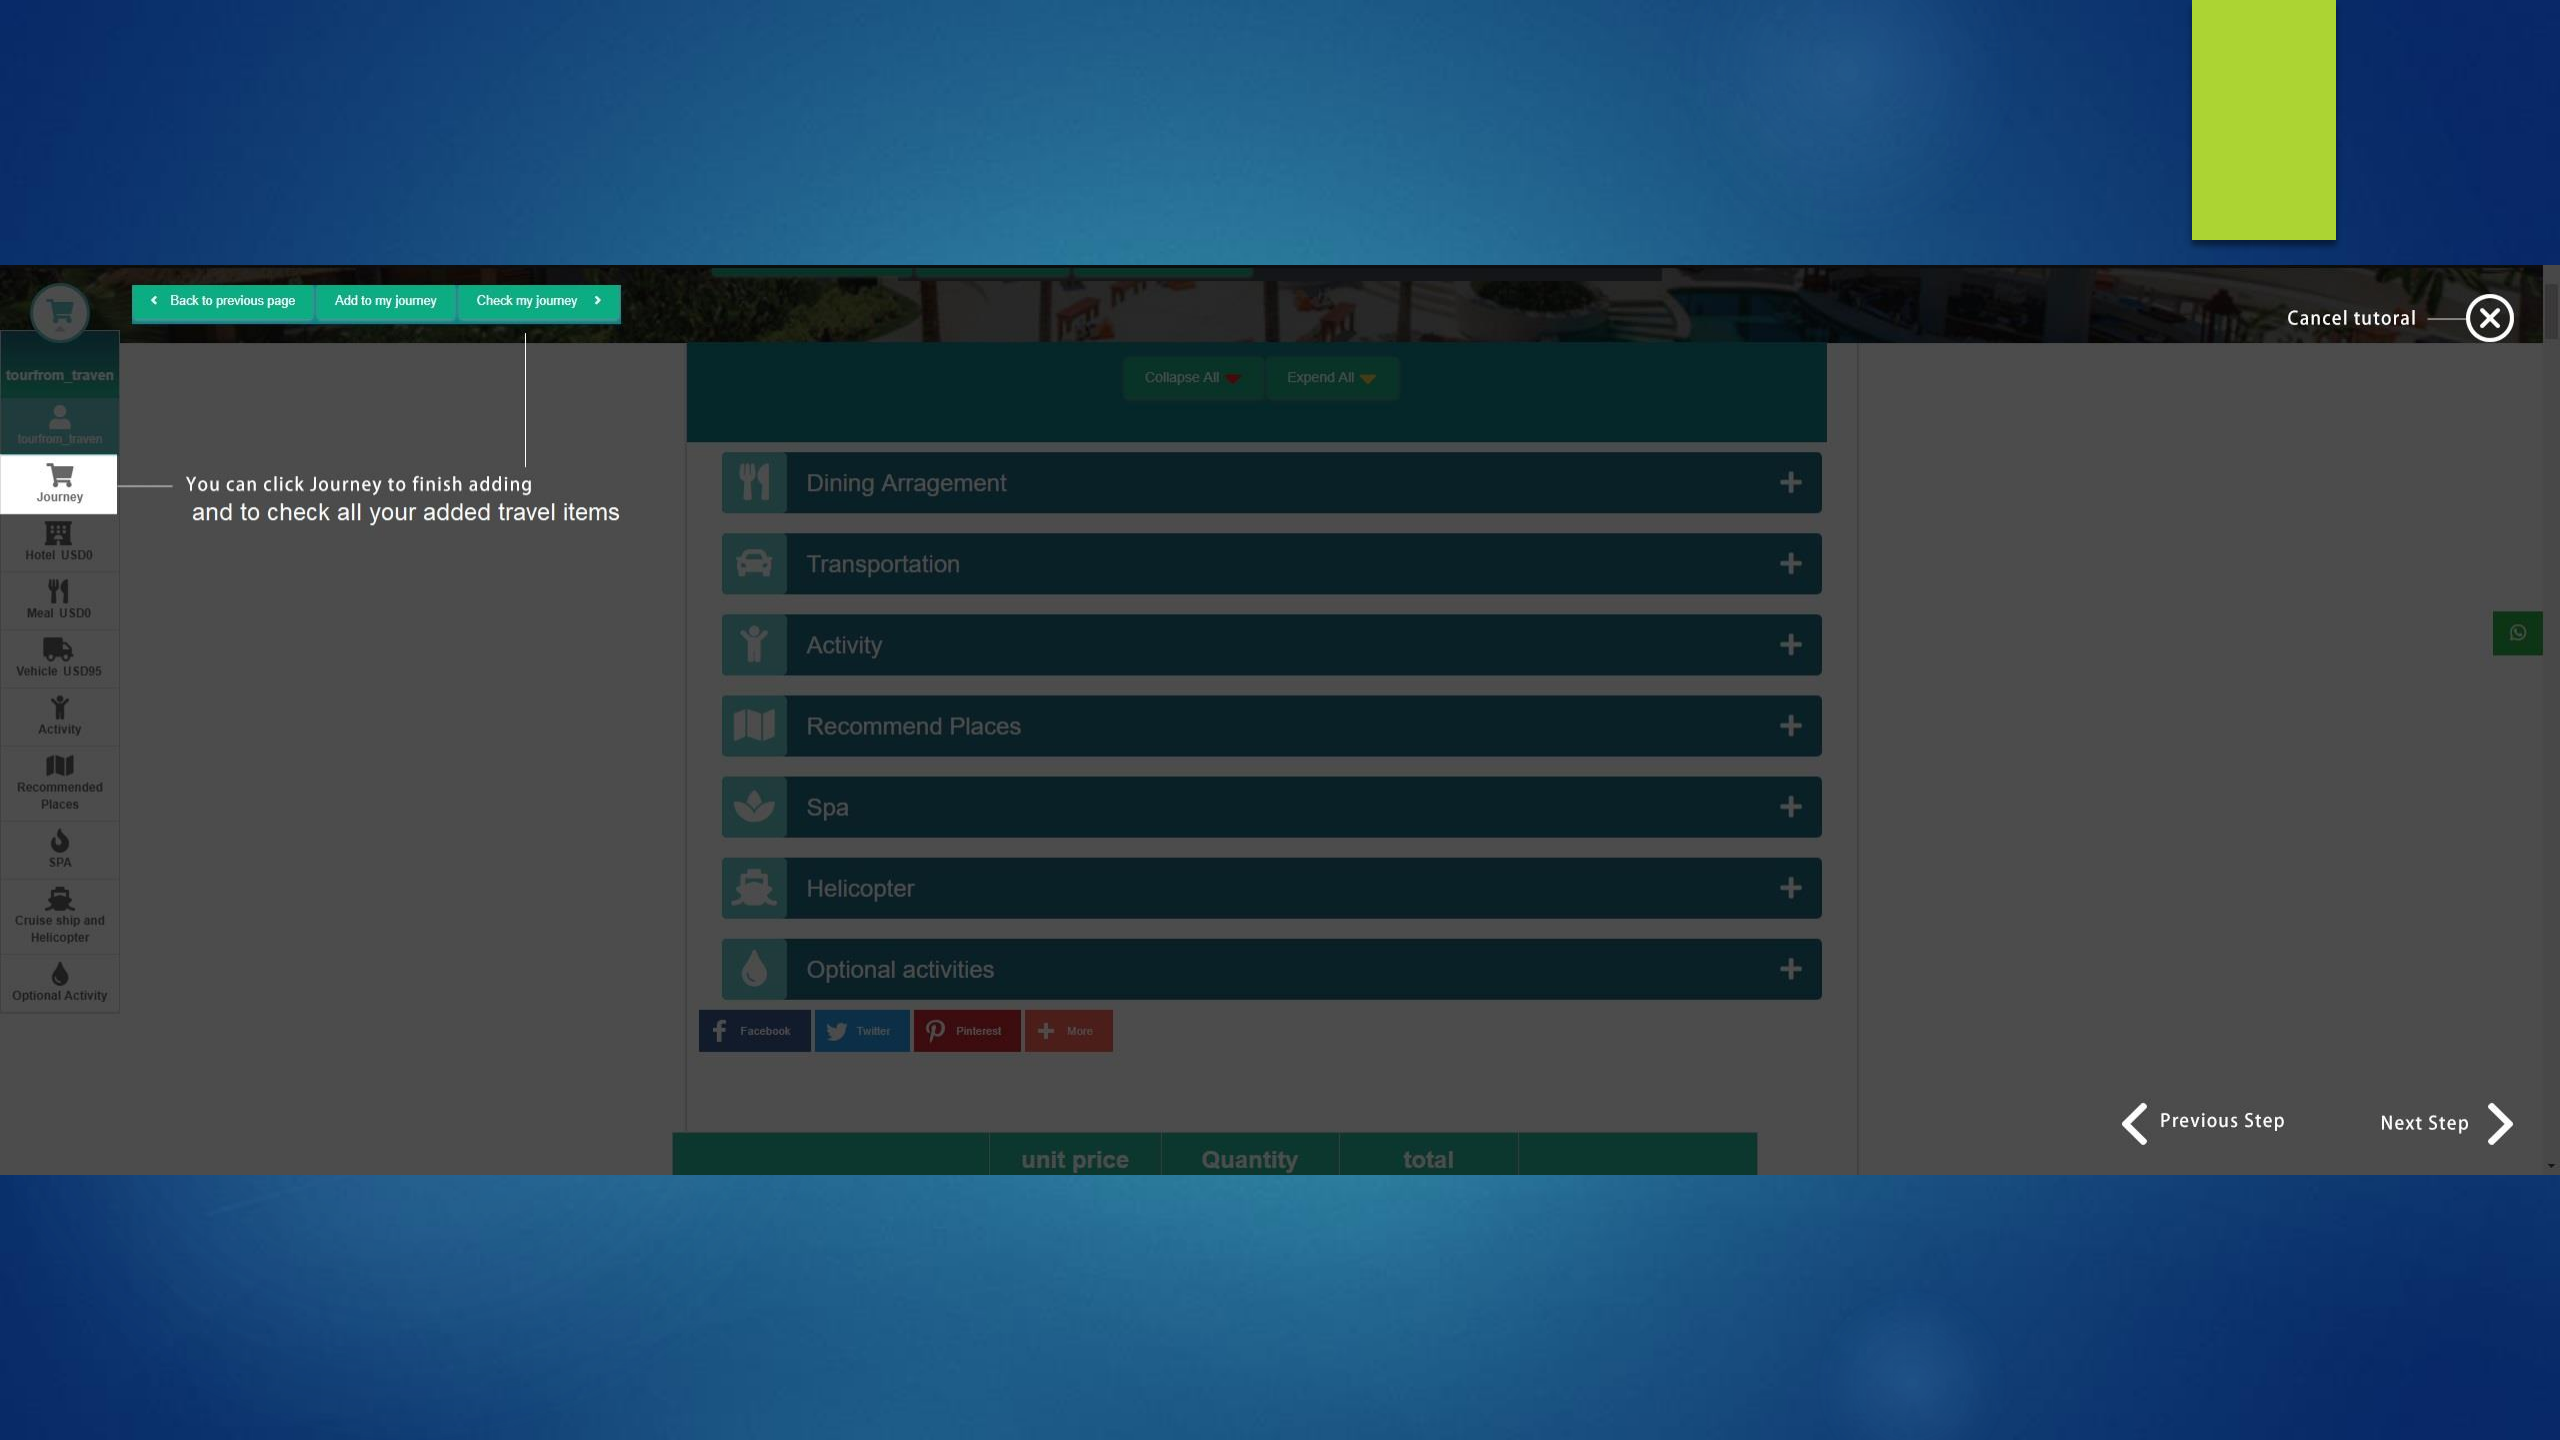 Back to previous page
Add to my journey
Check my journey
Cancel tutoral
tourfrom_traven
tourfrom_traven
Journey
Hotel USD0
Meal USD0
Vehicle USD95
Activity
Recommended
Places
SPA
Cruise ship and
Helicopter
Optional Activity
You can click Journey to finish adding
and to check all your added travel items
Collapse All
Expend All
Dining Arragement
Transportation
Activity
Recommend Places
Spa
Helicopter
Optional activities
Facebook
Twitter
Pinterest
More
unit price
Quantity
total
Previous Step
Next Step